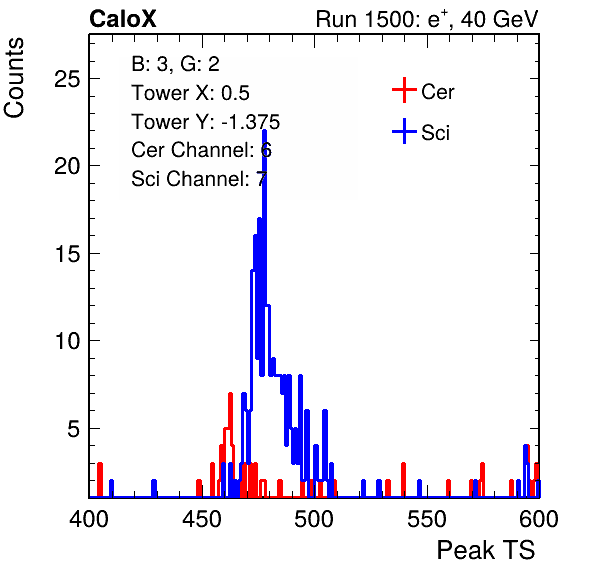 CaloX Run 1500: e⁺, 40 GeV
Counts
B: 3, G: 2
Tower X: 0.5
Tower Y: -1.375
Cer Channel: 6
Sci Channel: 7
Cer
Sci
25
20
15
10
5
400 450 500 550 600
Peak TS